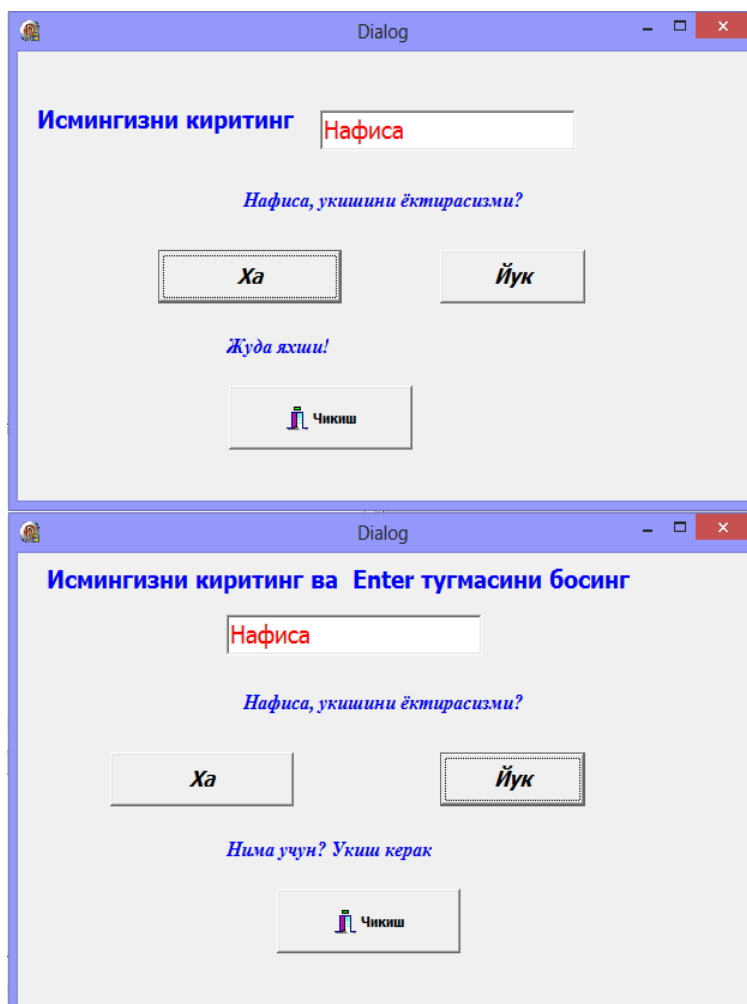 Dialog
Исмингизни киритинг
Нафиса
Нафиса, укишини ёктирасизми?
Ха Йук
Жуда яхши!
Чикиш
Dialog
Исмингизни киритинг ва Enter тугмасини босинг
Нафиса
Нафиса, укишини ёктирасизми?
Ха Йук
Нима учун? Укиш керак
Чикиш